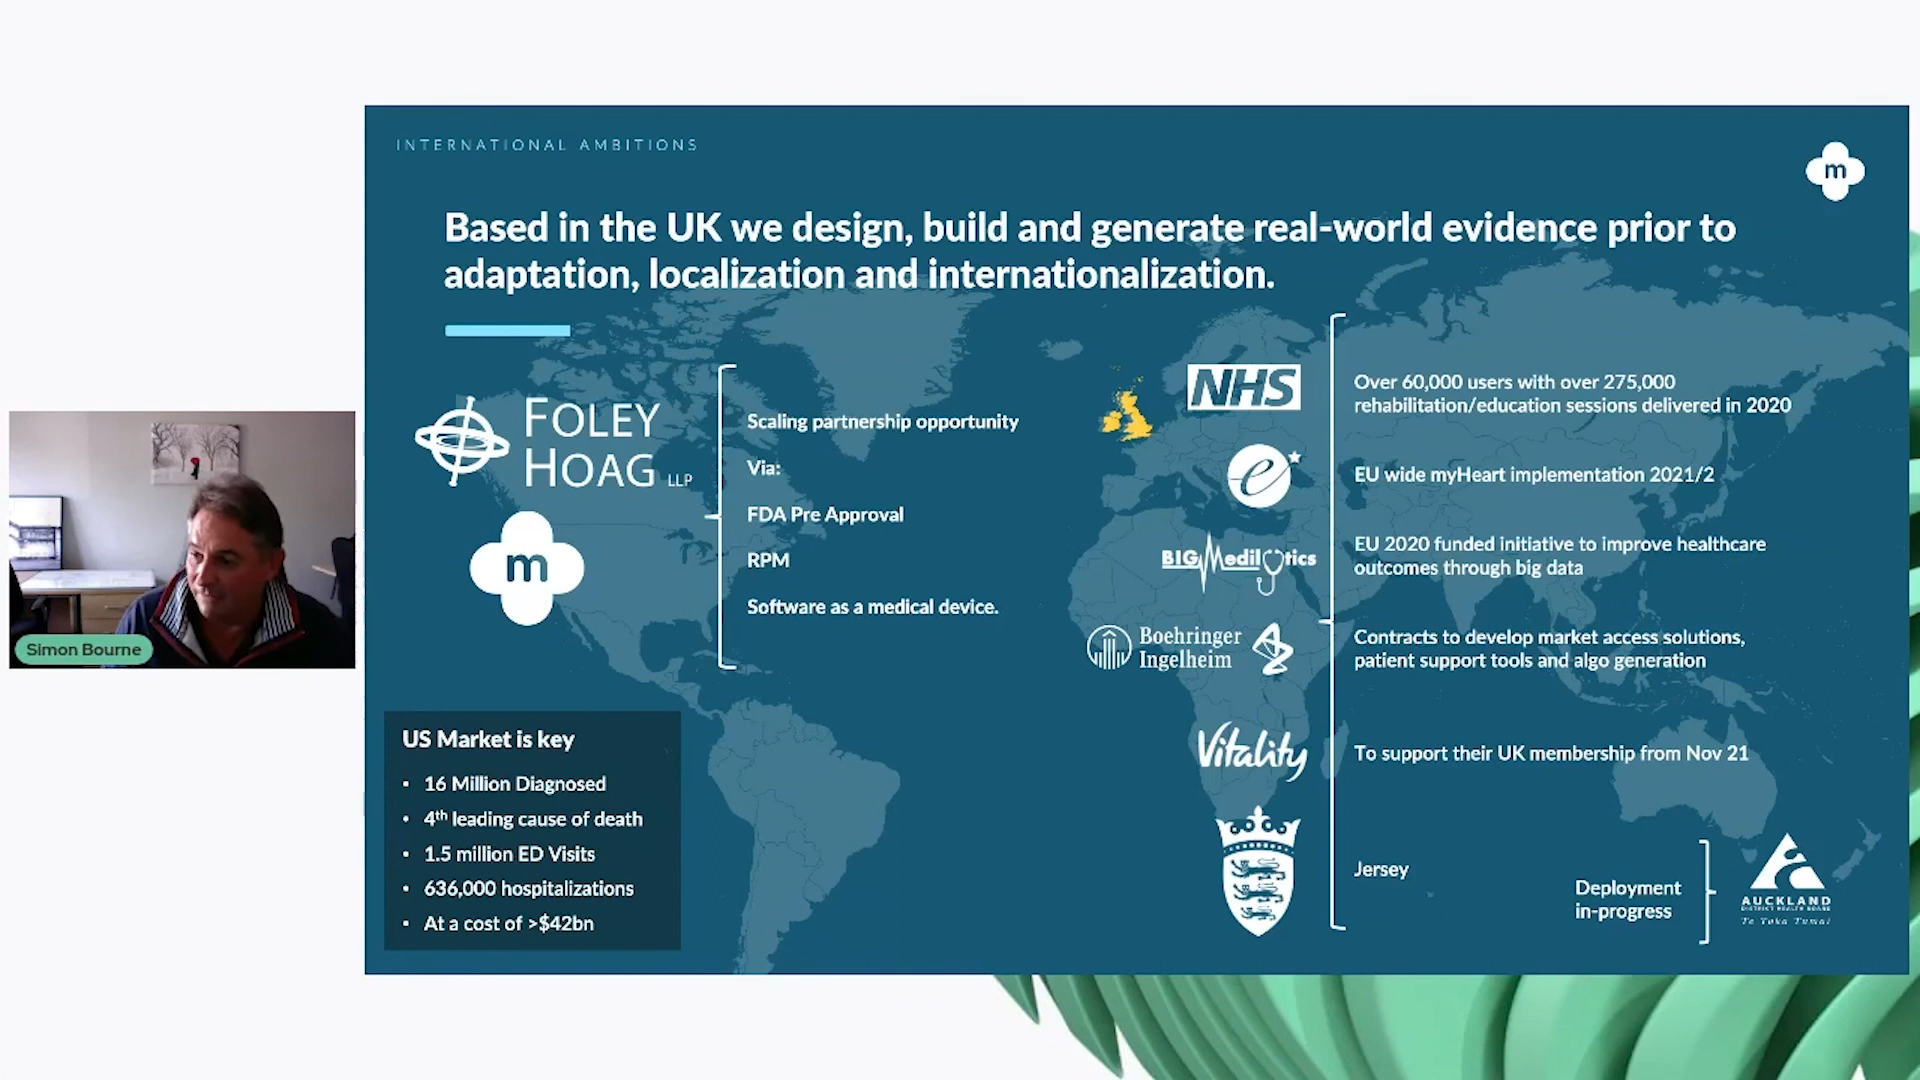 INTERNATIONAL AMBITIONS
m
Based in the UK we design, build and generate real-world evidence prior to
adaptation, localization and internationalization.
FOLEY
HOAG LLP
m
Scaling partnership opportunity
Via:
FDA Pre Approval
RPM
Software as a medical device.
US Market is key
• 16 Million Diagnosed
• 4th leading cause of death
• 1.5 million ED Visits
• 636,000 hospitalizations
• At a cost of >$42bn
NHS
Over 60,000 users with over 275,000
rehabilitation/education sessions delivered in 2020
e
EU wide myHeart implementation 2021/2
BIG Medilytics
EU 2020 funded initiative to improve healthcare
outcomes through big data
Boehringer
Ingelheim
Contracts to develop market access solutions,
patient support tools and algo generation
Vitality
To support their UK membership from Nov 21
Jersey
Deployment
in-progress
AUCKLAND
DISTRICT HEALTH BOARD
Te Toka Tumai
Simon Bourne